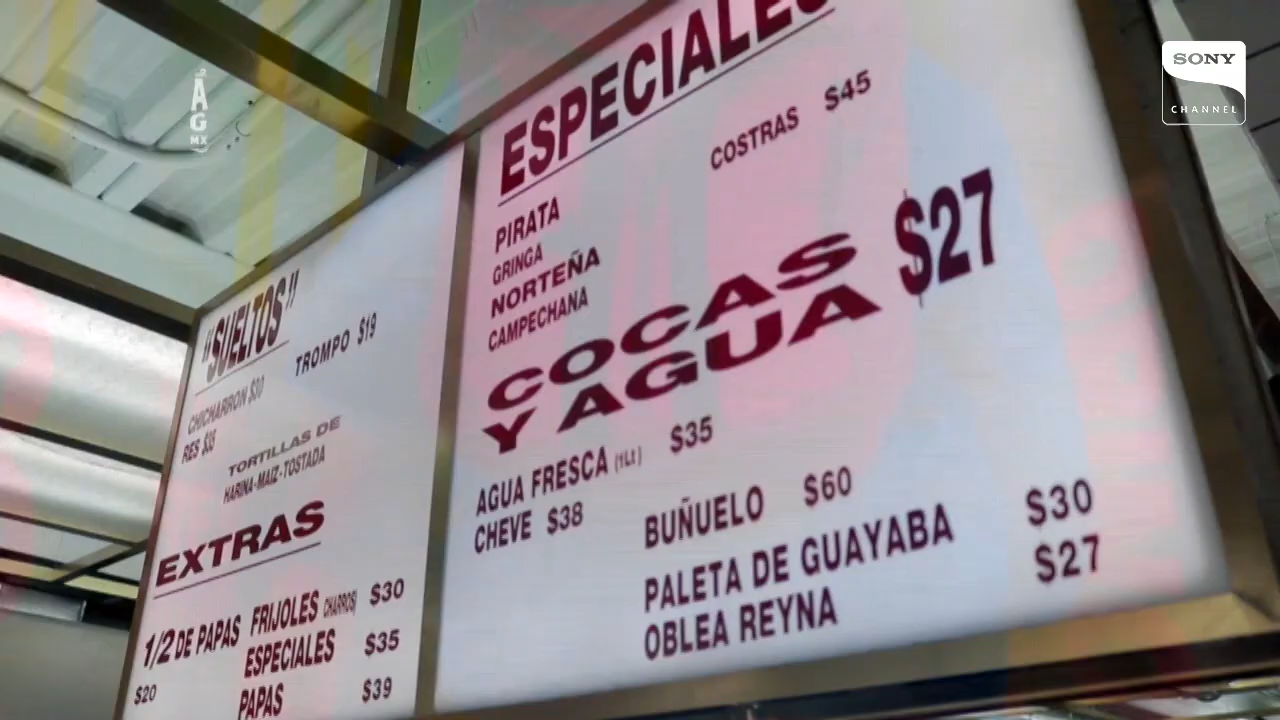 SONY
CHANNEL
ÁG
MX
"SUELTOS"
TROMPO $19
CHICHARRON
RES
TORTILLAS DE
HARINA-MAIZ-TOSTADA
EXTRAS
1/2 DE PAPAS
$20
FRIJOLES CHARROS $30
ESPECIALES $35
PAPAS $39
ESPECIALES
COSTRAS $45
PIRATA
GRINGA
NORTEÑA
CAMPECHANA
COCAS
Y AGUA $27
AGUA FRESCA (1Lt) $35
CHEVE $38
BUÑUELO $60
PALETA DE GUAYABA $30
OBLEA REYNA $27